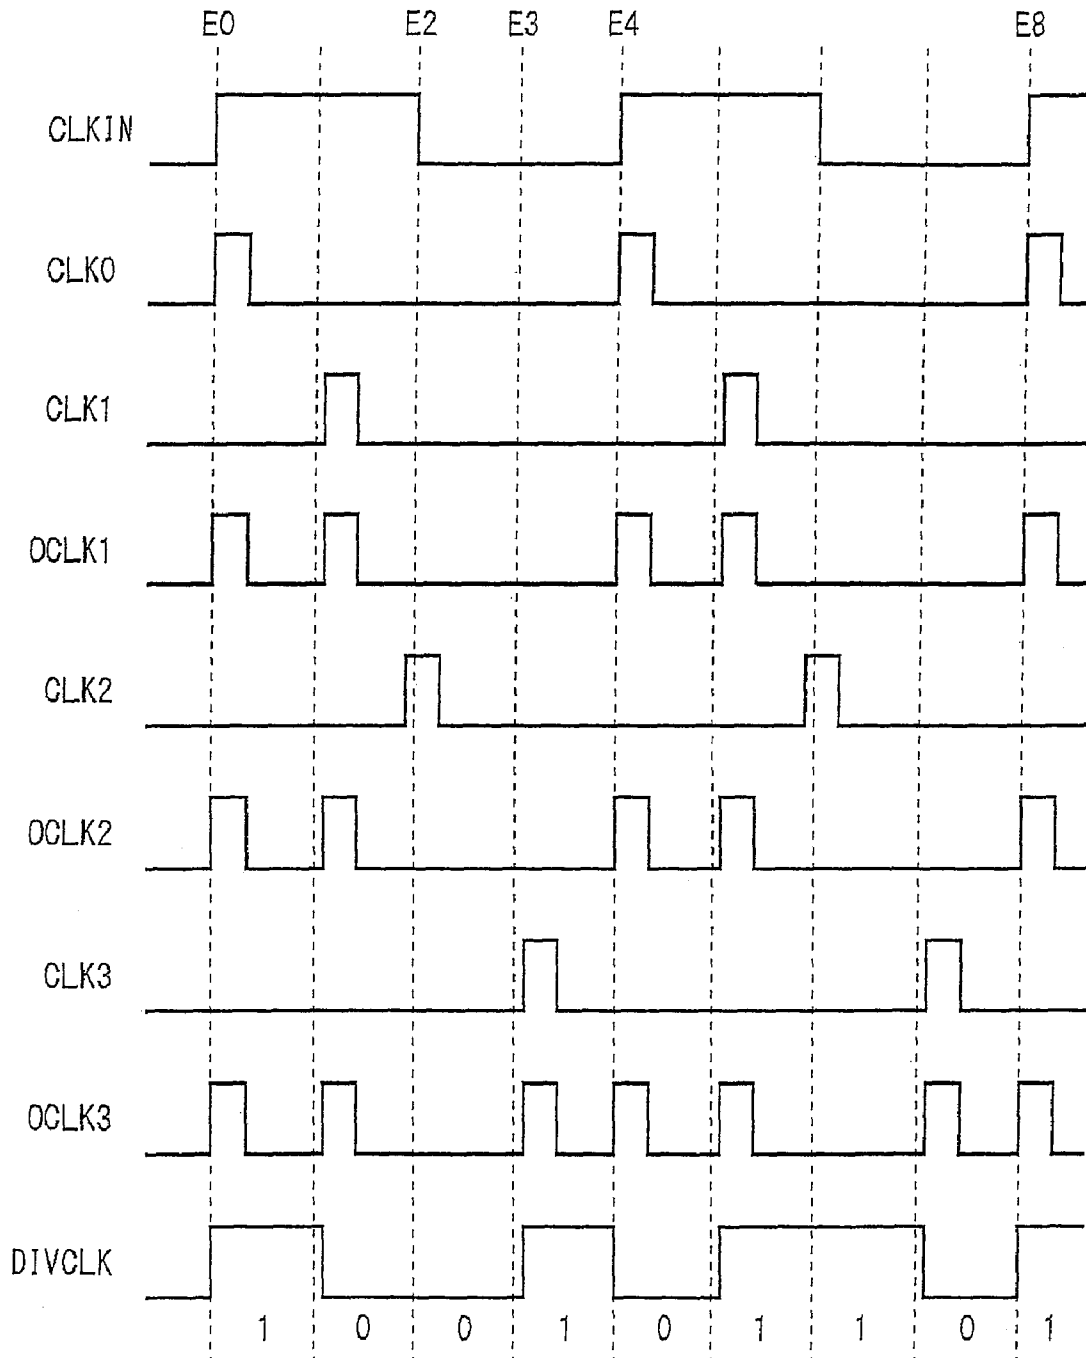 E0 E2 E3 E4 E8
CLKIN
CLK0
CLK1
OCLK1
CLK2
OCLK2
CLK3
OCLK3
DIVCLK
1 0 0 1 0 1 1 0 1